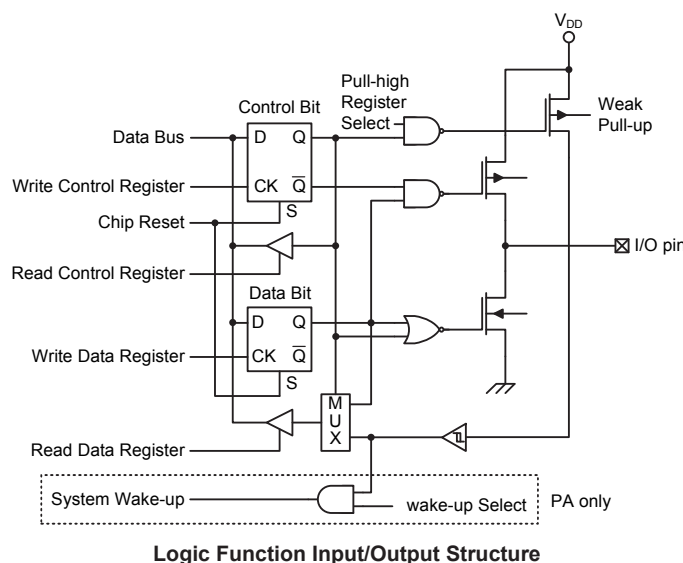 VDD
Pull-high
Register
Select
Control Bit
Weak
Pull-up
Data Bus
D
Q
Write Control Register
CK
Q
Chip Reset
S
I/O pin
Read Control Register
Data Bit
D
Q
Write Data Register
CK
Q
S
M
U
X
Read Data Register
System Wake-up
wake-up Select
PA only
Logic Function Input/Output Structure